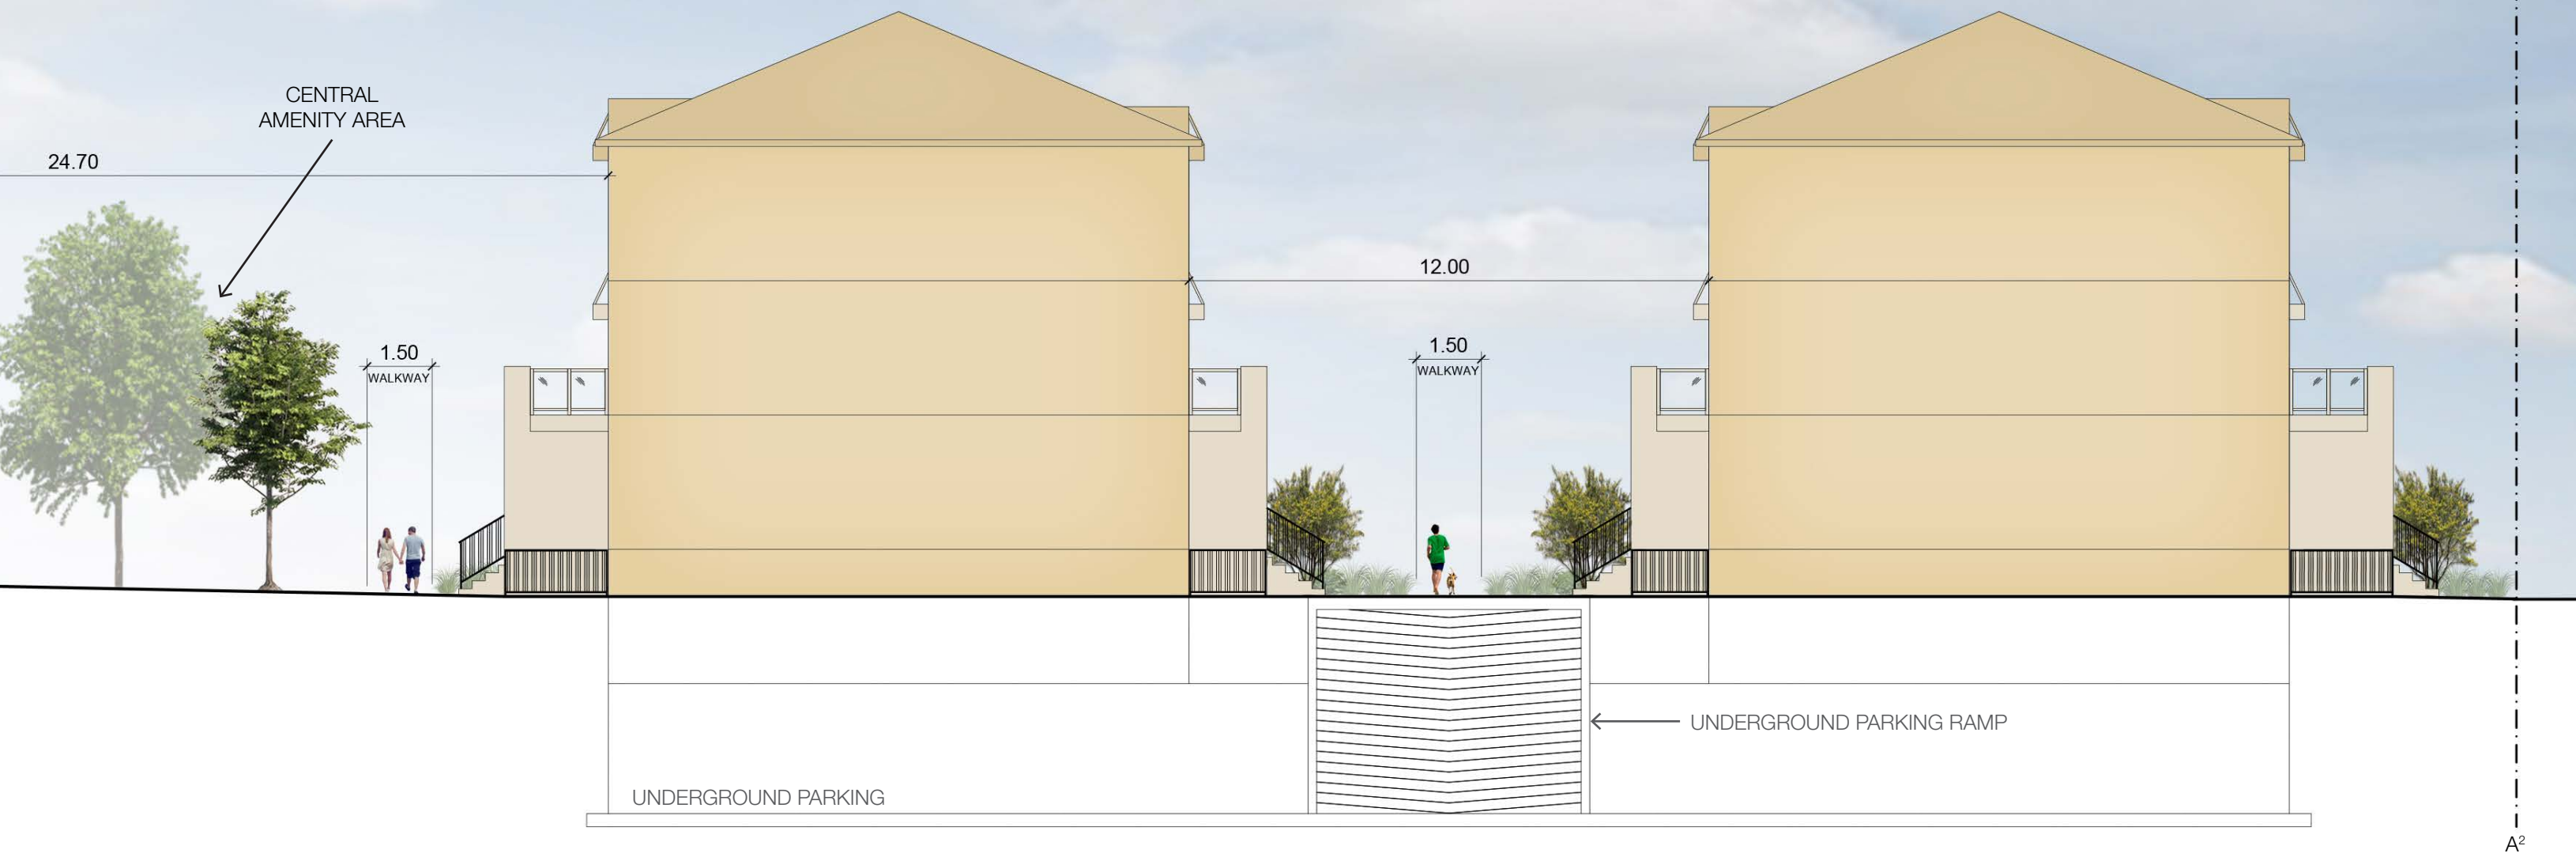 CENTRAL
AMENITY AREA
24.70
12.00
1.50
WALKWAY
1.50
WALKWAY
UNDERGROUND PARKING RAMP
UNDERGROUND PARKING
A²